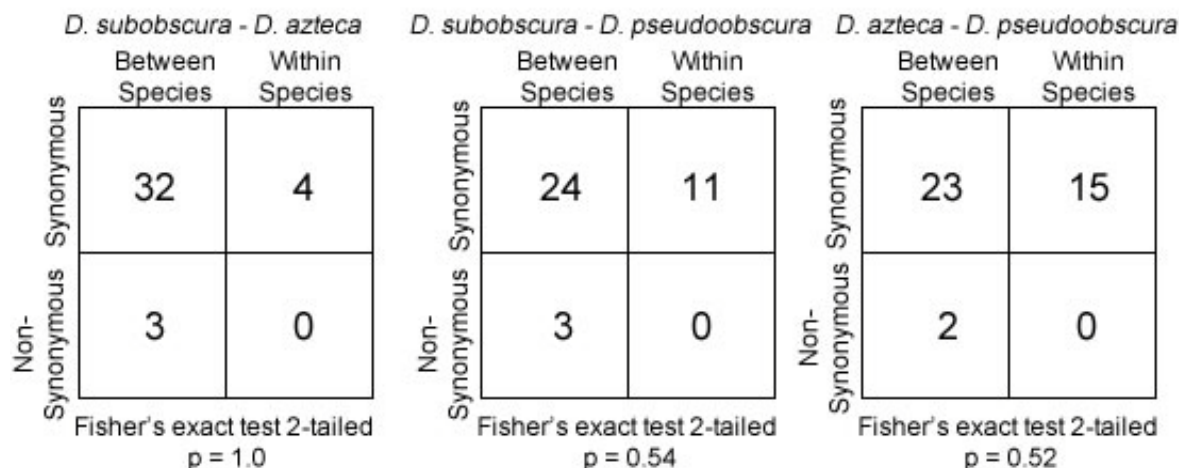 D. subobscura - D. azteca
Between Species
Within Species
Synonymous
32
4
Non-Synonymous
3
0
Fisher's exact test 2-tailed
p = 1.0
D. subobscura - D. pseudoobscura
Between Species
Within Species
Synonymous
24
11
Non-Synonymous
3
0
Fisher's exact test 2-tailed
p = 0.54
D. azteca - D. pseudoobscura
Between Species
Within Species
Synonymous
23
15
Non-Synonymous
2
0
Fisher's exact test 2-tailed
p = 0.52